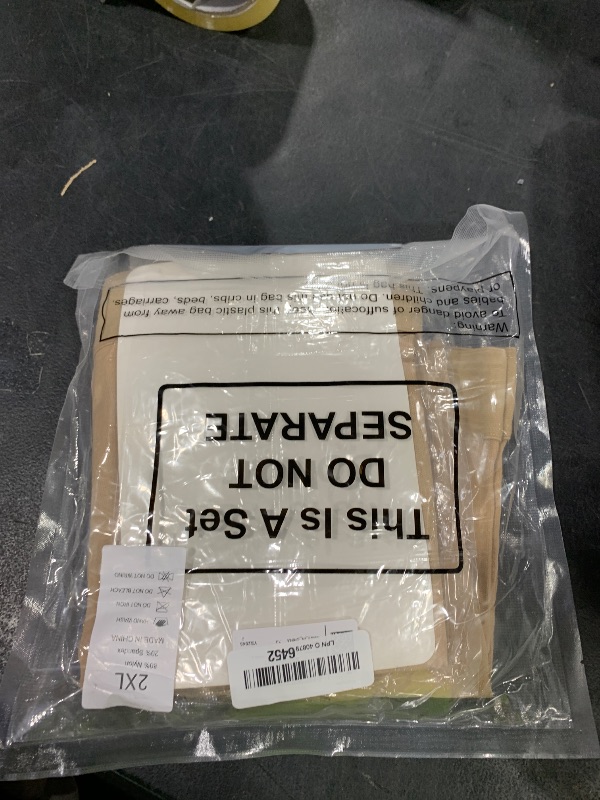 Warning:
To avoid danger of suffocation, this plastic bag away from
babies and children. Do not use this bag in cribs, beds, carriages.
of playpens. This bag
This Is A Set
DO NOT
SEPARATE
2XL
80% Nylon
20% Spandex
MADE IN CHINA
HAND WASH
DO NOT IRON
DO NOT BLEACH
DO NOT WRING
6452